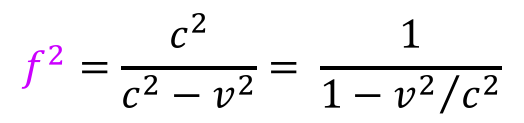 f² = c² / (c² − v²) = 1 / (1 − v²/c²)